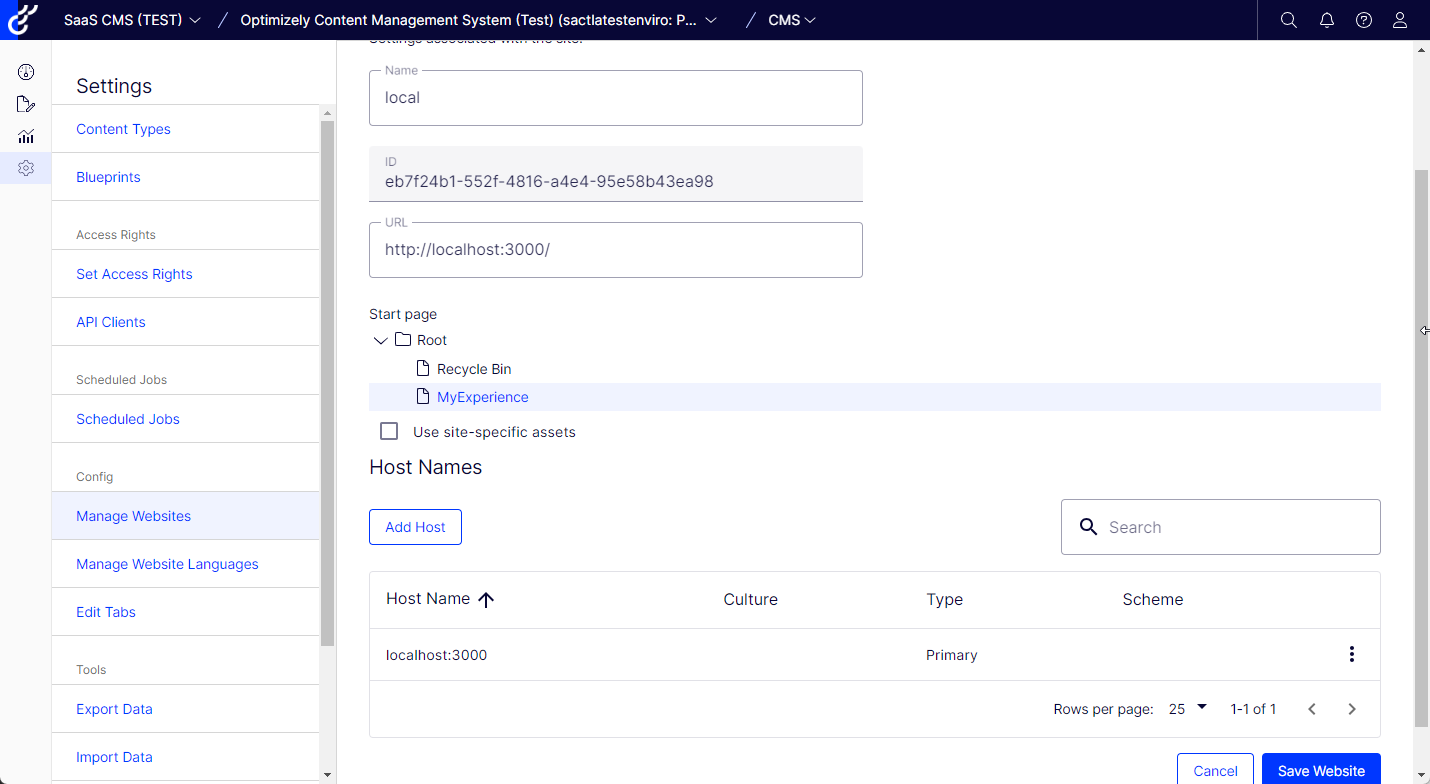 SaaS CMS (TEST) / Optimizely Content Management System (Test) (sactlatestenviro: P... / CMS
Settings
Content Types
Blueprints
Access Rights
Set Access Rights
API Clients
Scheduled Jobs
Scheduled Jobs
Config
Manage Websites
Manage Website Languages
Edit Tabs
Tools
Export Data
Import Data
Settings associated with the site.
Name
local
ID
eb7f24b1-552f-4816-a4e4-95e58b43ea98
URL
http://localhost:3000/
Start page
Root
Recycle Bin
MyExperience
Use site-specific assets
Host Names
Add Host
Search
Host Name Culture Type Scheme
localhost:3000 Primary
Rows per page: 25 1-1 of 1
Cancel Save Website